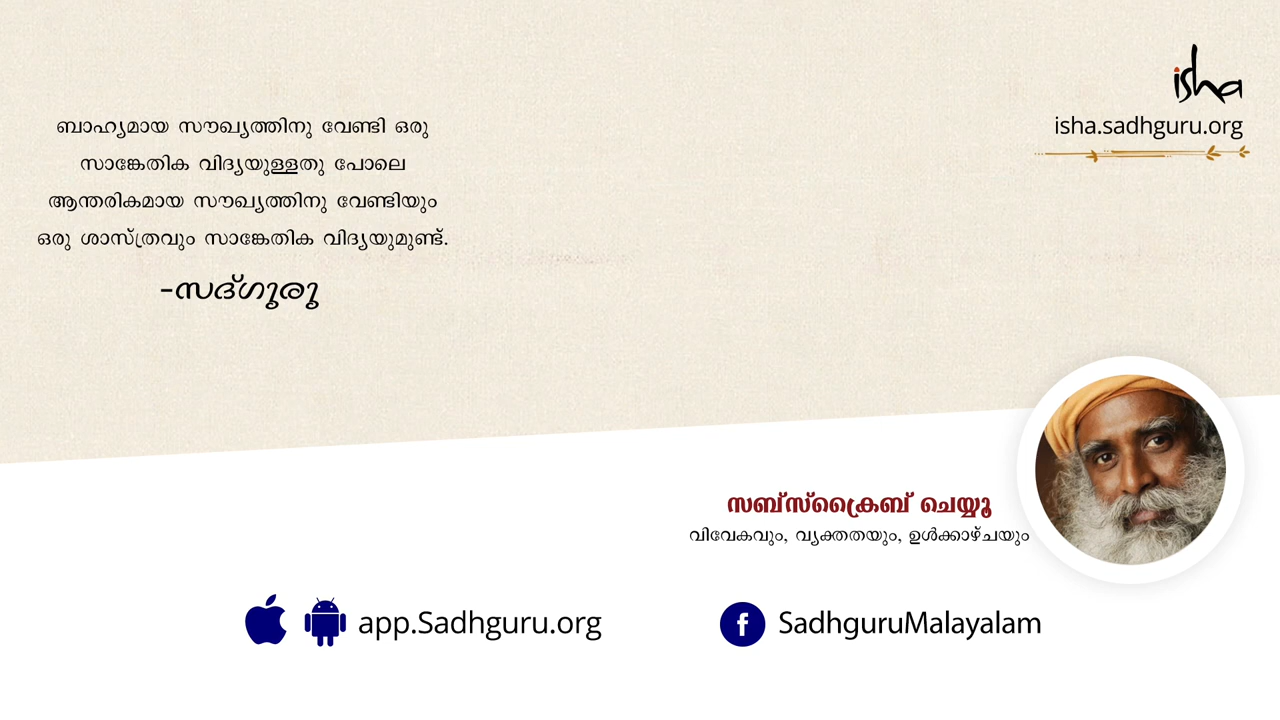 isha
isha.sadhguru.org
ബാഹ്യമായ സൗഖ്യത്തിനു വേണ്ടി ഒരു
സാങ്കേതിക വിദ്യയുള്ളതു പോലെ
ആന്തരികമായ സൗഖ്യത്തിനു വേണ്ടിയും
ഒരു ശാസ്ത്രവും സാങ്കേതിക വിദ്യയുമുണ്ട്.
-സദ്ഗുരു
സബ്സ്ക്രൈബ് ചെയ്യൂ
വിവേകവും, വ്യക്തതയും, ഉൾക്കാഴ്ചയും
app.Sadhguru.org
SadhguruMalayalam